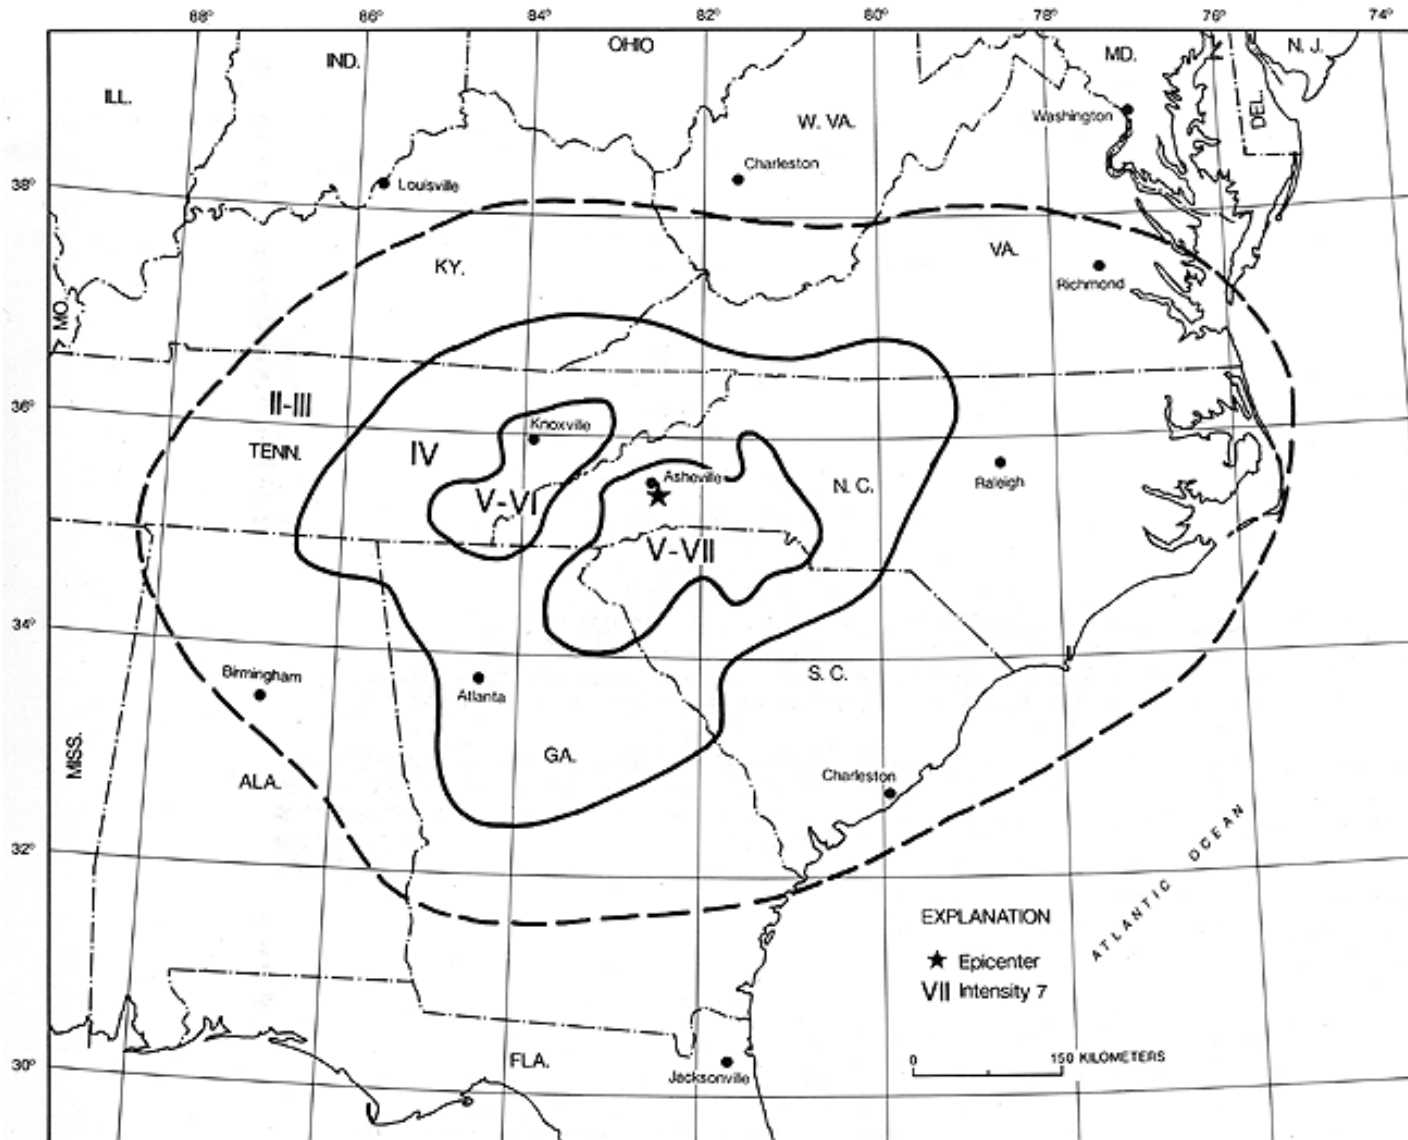 88° 86° 84° 82° 80° 78° 76° 74°
IND. OHIO MD. N. J.
ILL. W. VA. DEL.
Washington
Charleston
38° Louisville
KY. VA.
Richmond
MO.
II-III
36° Knoxville
TENN. IV
Asheville N. C. Raleigh
V-VI
V-VII
34°
Birmingham Atlanta S. C.
MISS. GA.
ALA. Charleston
32°
ATLANTIC OCEAN
EXPLANATION
★ Epicenter
VII Intensity 7
0 150 KILOMETERS
30° FLA.
Jacksonville